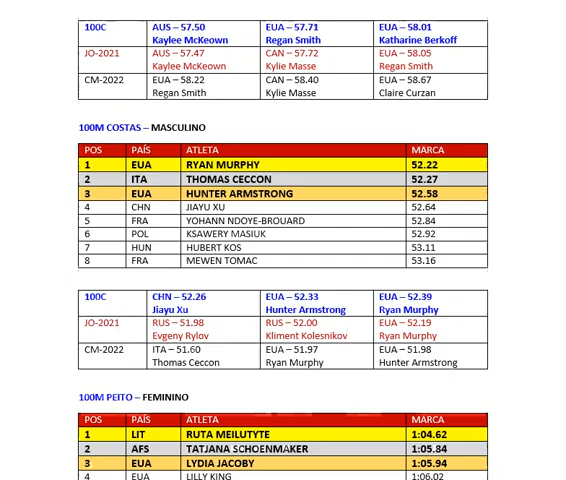 100C AUS – 57.50 EUA – 57.71 EUA – 58.01
Kaylee McKeown Regan Smith Katharine Berkoff
JO-2021 AUS – 57.47 CAN – 57.72 EUA – 58.05
Kaylee McKeown Kylie Masse Regan Smith
CM-2022 EUA – 58.22 CAN – 58.40 EUA – 58.67
Regan Smith Kylie Masse Claire Curzan
100M COSTAS – MASCULINO
POS PAÍS ATLETA MARCA
1 EUA RYAN MURPHY 52.22
2 ITA THOMAS CECCON 52.27
3 EUA HUNTER ARMSTRONG 52.58
4 CHN JIAYU XU 52.64
5 FRA YOHANN NDOYE-BROUARD 52.84
6 POL KSAWERY MASIUK 52.92
7 HUN HUBERT KOS 53.11
8 FRA MEWEN TOMAC 53.16
100C CHN – 52.26 EUA – 52.33 EUA – 52.39
Jiayu Xu Hunter Armstrong Ryan Murphy
JO-2021 RUS – 51.98 RUS – 52.00 EUA – 52.19
Evgeny Rylov Kliment Kolesnikov Ryan Murphy
CM-2022 ITA – 51.60 EUA – 51.97 EUA – 51.98
Thomas Ceccon Ryan Murphy Hunter Armstrong
100M PEITO – FEMININO
POS PAÍS ATLETA MARCA
1 LIT RUTA MEILUTYTE 1:04.62
2 AFS TATJANA SCHOENMAKER 1:05.84
3 EUA LYDIA JACOBY 1:05.94
4 EUA LILLY KING 1:06.02